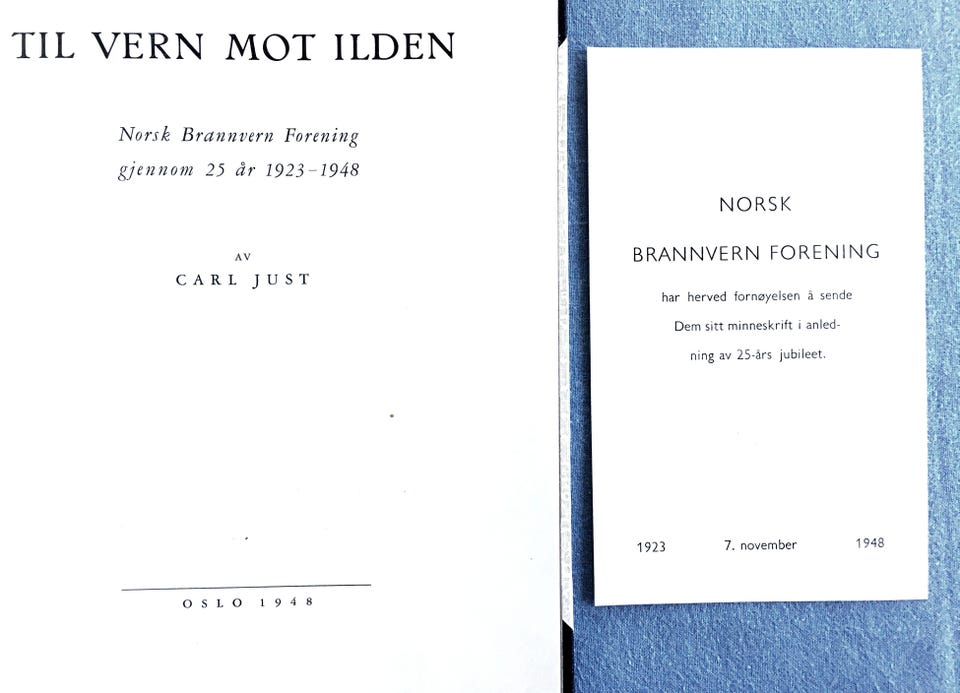 TIL VERN MOT ILDEN
Norsk Brannvern Forening
gjennom 25 år 1923–1948
AV
CARL JUST
OSLO 1948
NORSK
BRANNVERN FORENING
har herved fornøyelsen å sende
Dem sitt minneskrift i anled-
ning av 25-års jubileet.
1923 7. november 1948